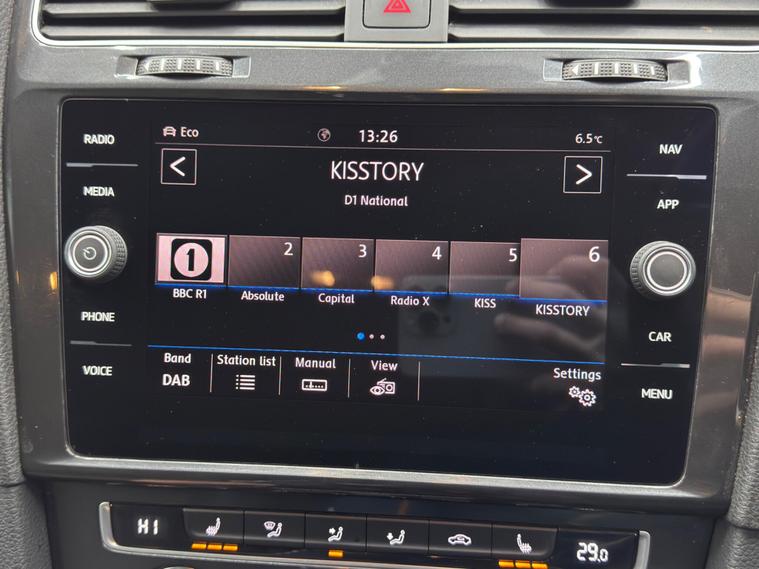 RADIO
MEDIA
PHONE
VOICE
Eco
13:26
6.5°C
<
KISSTORY
>
D1 National
1
2
3
4
5
6
BBC R1
Absolute
Capital
Radio X
KISS
KISSTORY
Band
Station list
Manual
View
Settings
DAB
NAV
APP
CAR
MENU
HI
29.0